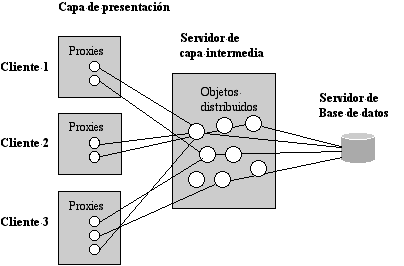 Capa de presentación
Servidor de
capa intermedia
Cliente 1
Proxies
Objetos
distribuidos
Servidor de
Base de datos
Cliente 2
Proxies
Cliente 3
Proxies